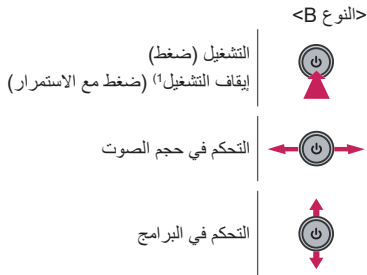 <النوع B>
التشغيل (ضغط)
إيقاف التشغيل1) (ضغط مع الاستمرار)
التحكم في حجم الصوت
التحكم في البرامج